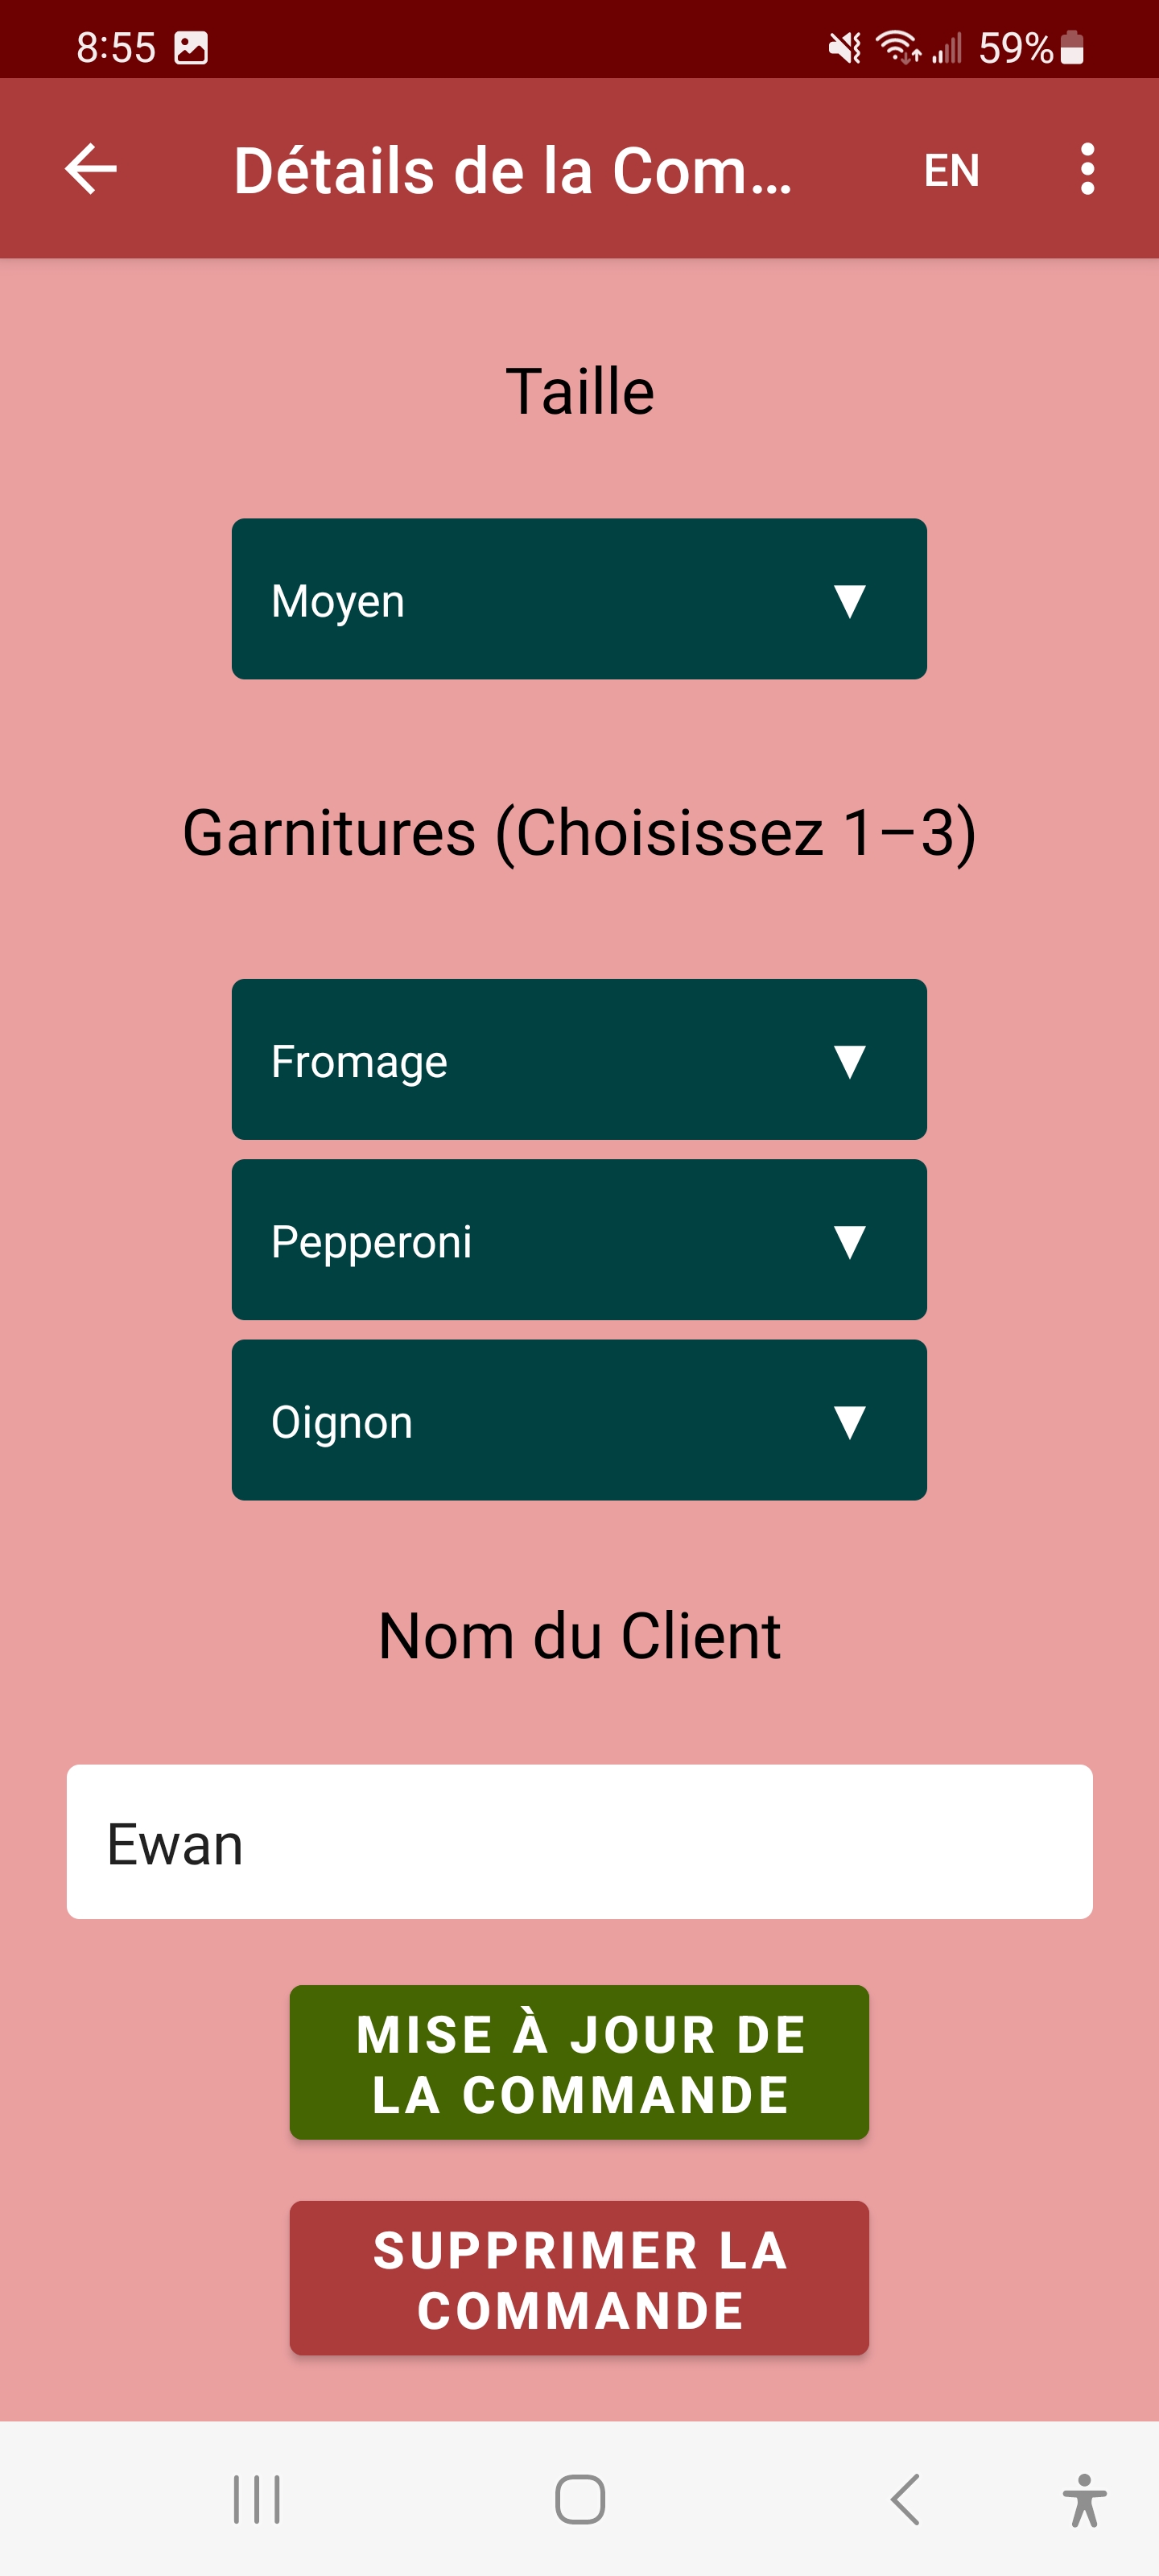 8:55 59%
Détails de la Com... EN
Taille
Moyen
Garnitures (Choisissez 1–3)
Fromage
Pepperoni
Oignon
Nom du Client
Ewan
MISE À JOUR DE
LA COMMANDE
SUPPRIMER LA
COMMANDE